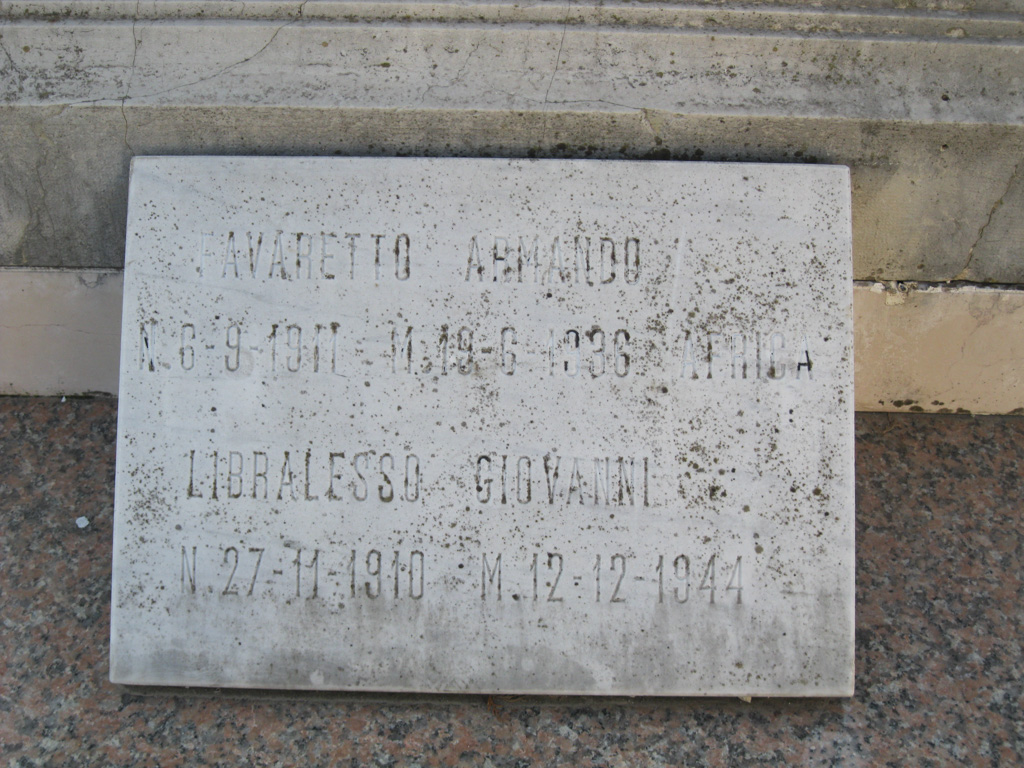 FAVARETTO ARMANDO
N. 6-9-1911 M. 19-6-1936 AFRICA
LIBRALESSO GIOVANNI
N. 27-11-1910 M. 12-12-1944